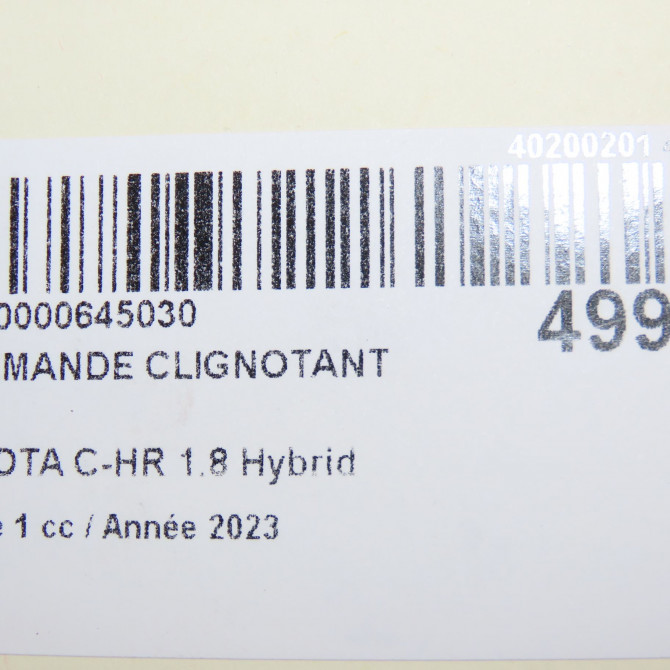 40200201
0000645030
499
MANDE CLIGNOTANT
OTA C-HR 1.8 Hybrid
e 1 cc / Année 2023